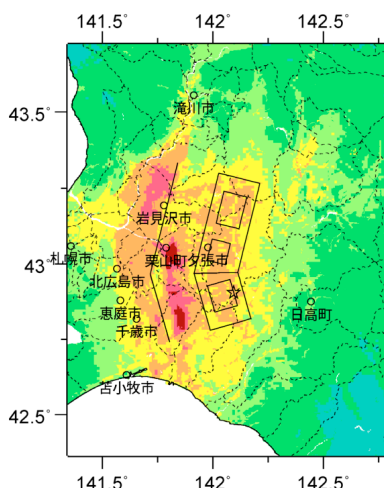 141.5° 142° 142.5°
43.5°
滝川市
岩見沢市
札幌市 栗山町 夕張市
43°
北広島市
恵庭市 日高町
千歳市
苫小牧市
42.5°
141.5° 142° 142.5°